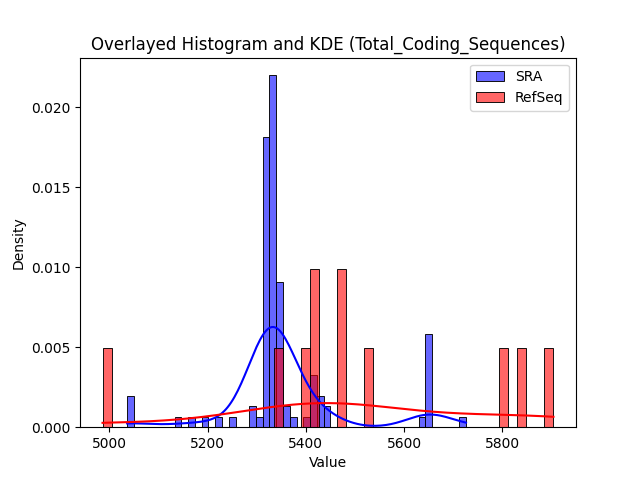 Overlayed Histogram and KDE (Total_Coding_Sequences)
SRA
RefSeq
Density
0.020
0.015
0.010
0.005
0.000
5000 5200 5400 5600 5800
Value